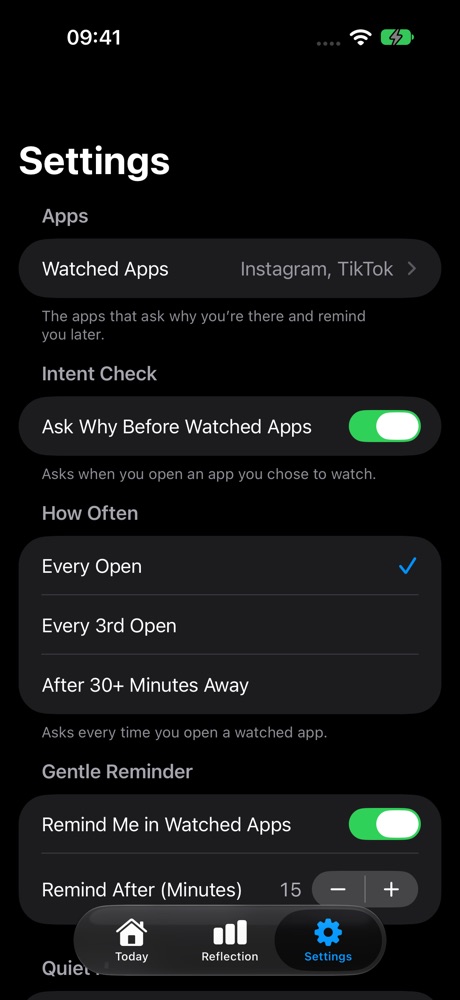 09:41
Settings
Apps
Watched Apps Instagram, TikTok
The apps that ask why you’re there and remind
you later.
Intent Check
Ask Why Before Watched Apps
Asks when you open an app you chose to watch.
How Often
Every Open
Every 3rd Open
After 30+ Minutes Away
Asks every time you open a watched app.
Gentle Reminder
Remind Me in Watched Apps
Remind After (Minutes) 15 − +
Quiet
Today Reflection Settings